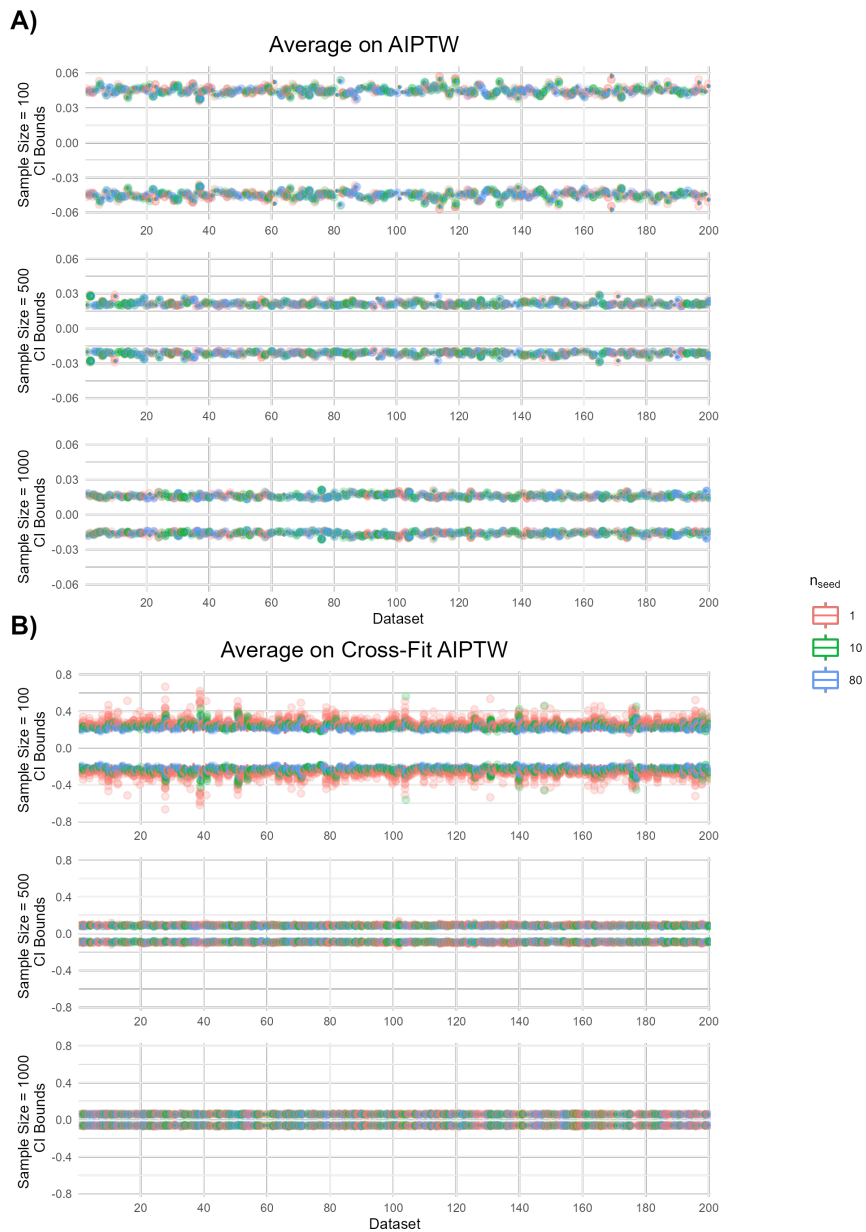 A)
Average on AIPTW
Sample Size = 100
CI Bounds
0.06
0.03
0.00
-0.03
-0.06
20 40 60 80 100 120 140 160 180 200
Sample Size = 500
CI Bounds
0.06
0.03
0.00
-0.03
-0.06
20 40 60 80 100 120 140 160 180 200
Sample Size = 1000
CI Bounds
0.06
0.03
0.00
-0.03
-0.06
20 40 60 80 100 120 140 160 180 200
Dataset
n_seed
1
10
80
B)
Average on Cross-Fit AIPTW
Sample Size = 100
CI Bounds
0.8
0.4
0.0
-0.4
-0.8
20 40 60 80 100 120 140 160 180 200
Sample Size = 500
CI Bounds
0.8
0.4
0.0
-0.4
-0.8
20 40 60 80 100 120 140 160 180 200
Sample Size = 1000
CI Bounds
0.8
0.4
0.0
-0.4
-0.8
20 40 60 80 100 120 140 160 180 200
Dataset